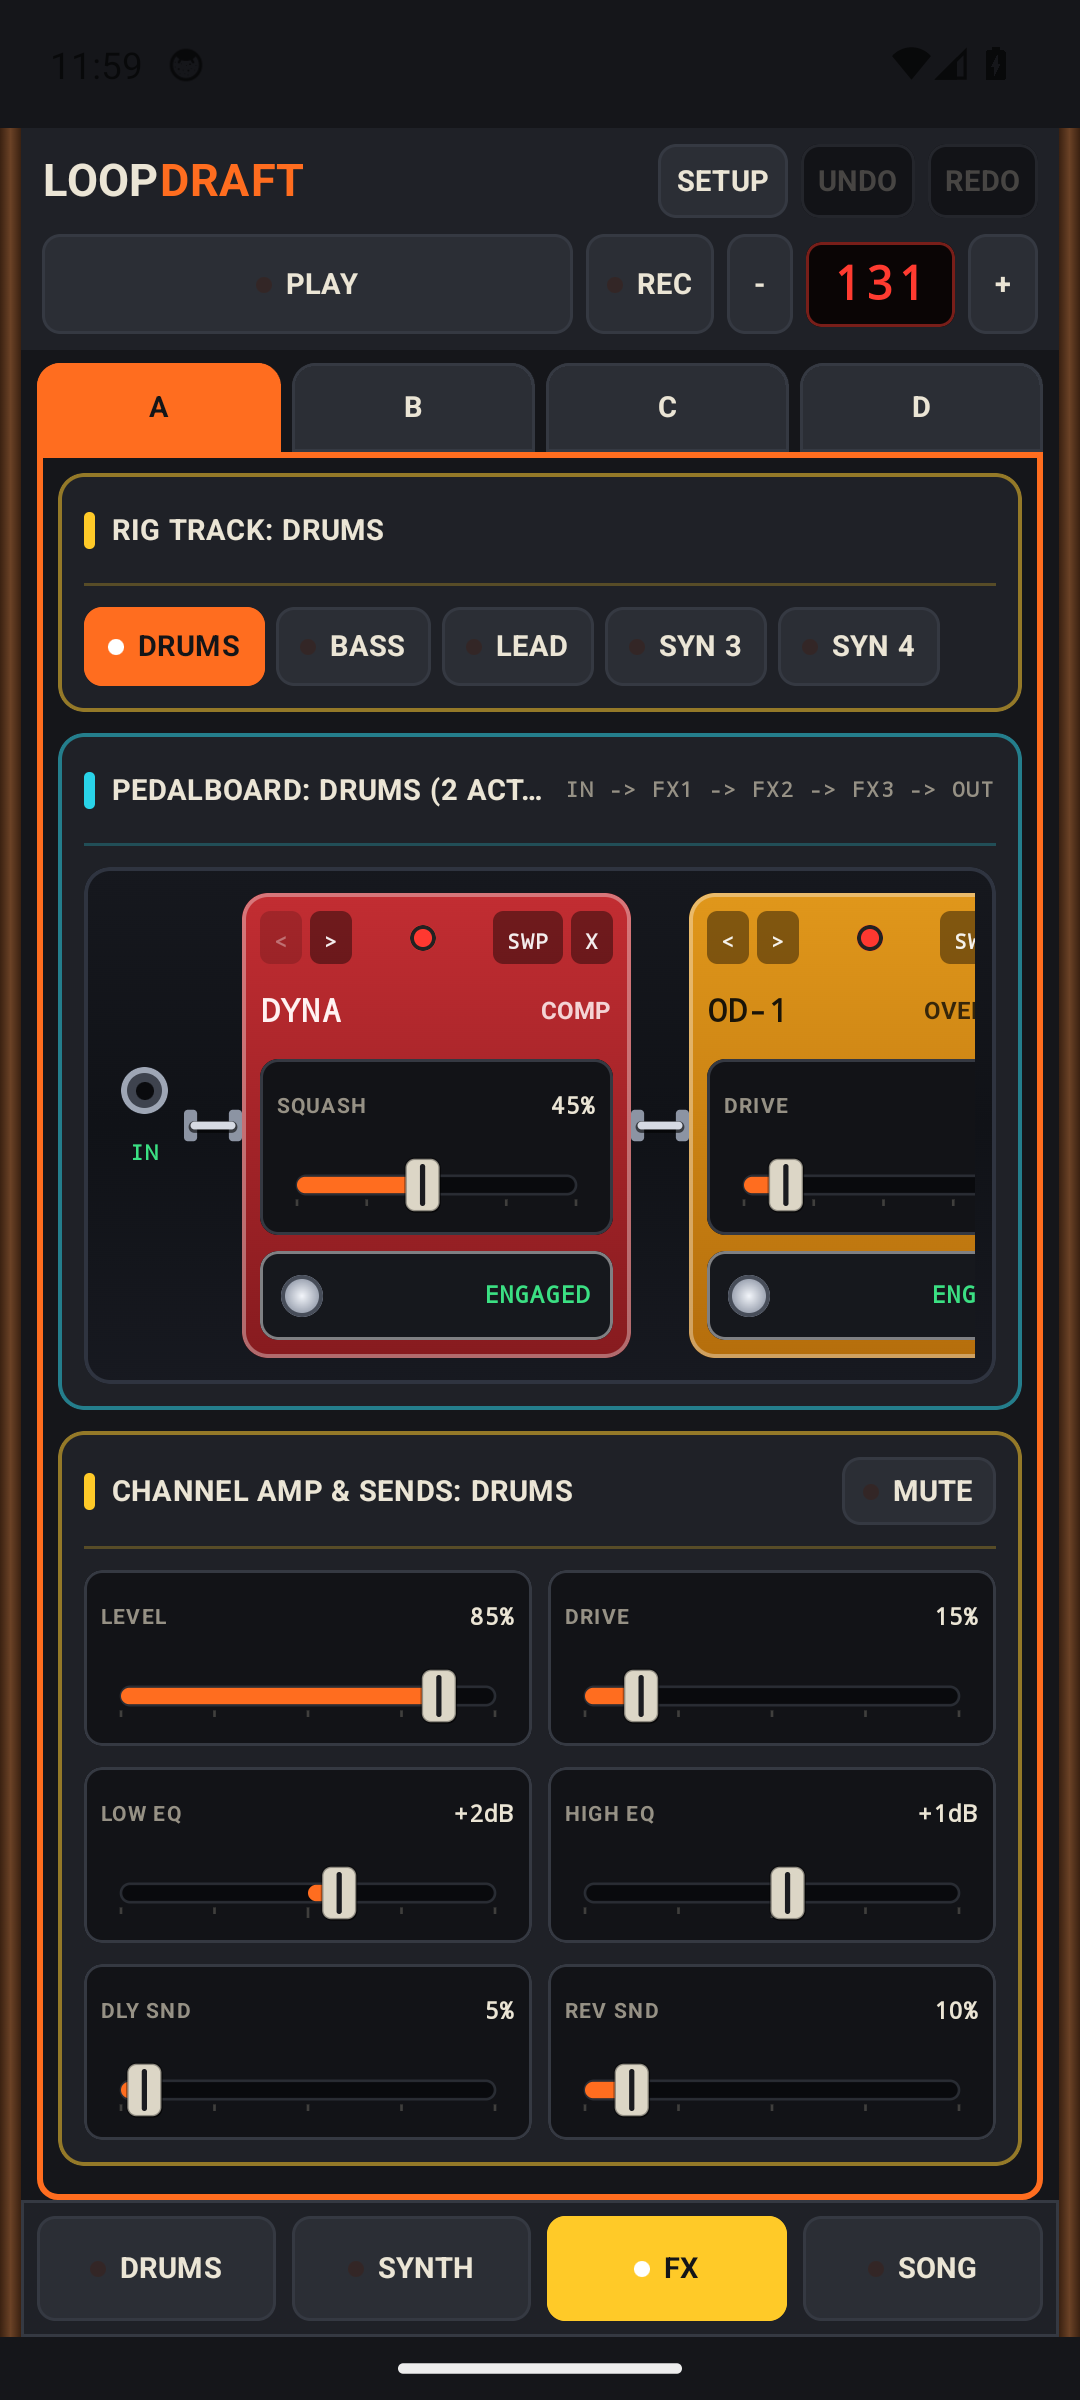 11:59
LOOPDRAFT SETUP UNDO REDO
PLAY REC - 131 +
A B C D
RIG TRACK: DRUMS
DRUMS BASS LEAD SYN 3 SYN 4
PEDALBOARD: DRUMS (2 ACT... IN -> FX1 -> FX2 -> FX3 -> OUT
< > SWP X < > SW
DYNA COMP OD-1 OVE
SQUASH 45% DRIVE
IN
ENGAGED ENG
CHANNEL AMP & SENDS: DRUMS MUTE
LEVEL 85% DRIVE 15%
LOW EQ +2dB HIGH EQ +1dB
DLY SND 5% REV SND 10%
DRUMS SYNTH FX SONG